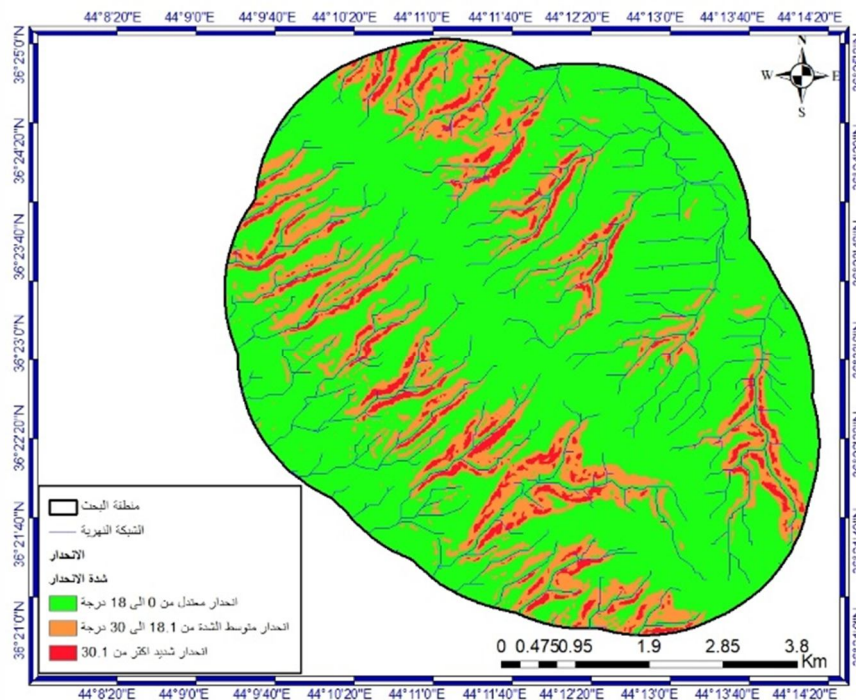 44°8'20"E 44°9'0"E 44°9'40"E 44°10'20"E 44°11'0"E 44°11'40"E 44°12'20"E 44°13'0"E 44°13'40"E 44°14'20"E
36°25'0"N
36°24'20"N
36°23'40"N
36°23'0"N
36°22'20"N
36°21'40"N
36°21'0"N
N
W E
S
منطقة البحث
الشبكة النهرية
الانحدار
شدة الانحدار
انحدار معتدل من 0 الى 18 درجة
انحدار متوسط الشدة من 18.1 الى 30 درجة
انحدار شديد اكثر من 30.1
0 0.475 0.95 1.9 2.85 3.8
Km
44°8'20"E 44°9'0"E 44°9'40"E 44°10'20"E 44°11'0"E 44°11'40"E 44°12'20"E 44°13'0"E 44°13'40"E 44°14'20"E